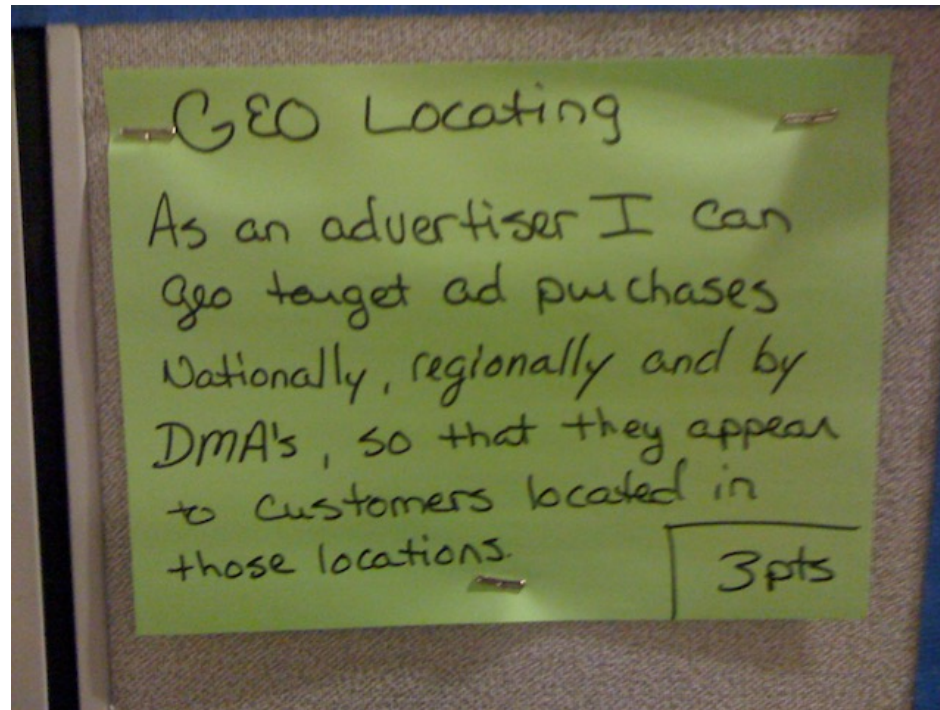 GEO Locating
As an advertiser I can
geo target ad purchases
Nationally, regionally and by
DMA's, so that they appear
to customers located in
those locations.
3pts